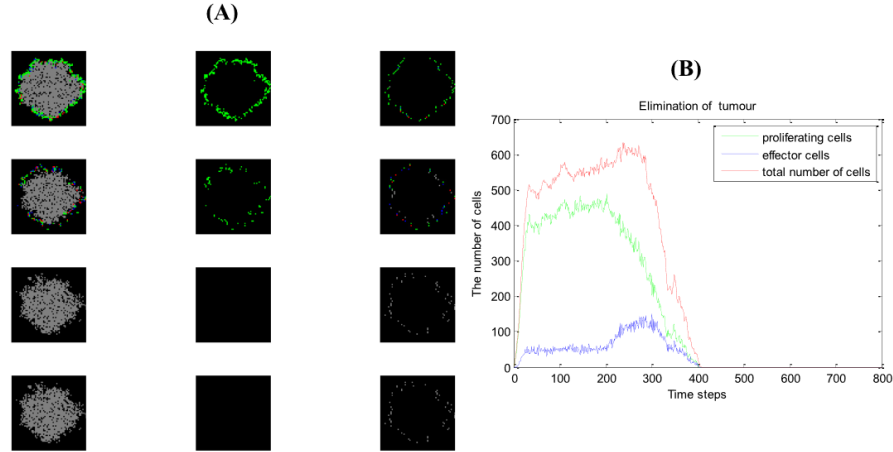 (A)
(B)
Elimination of tumour
700
600
500
400
300
200
100
0
The number of cells
proliferating cells
effector cells
total number of cells
0 100 200 300 400 500 600 700 800
Time steps